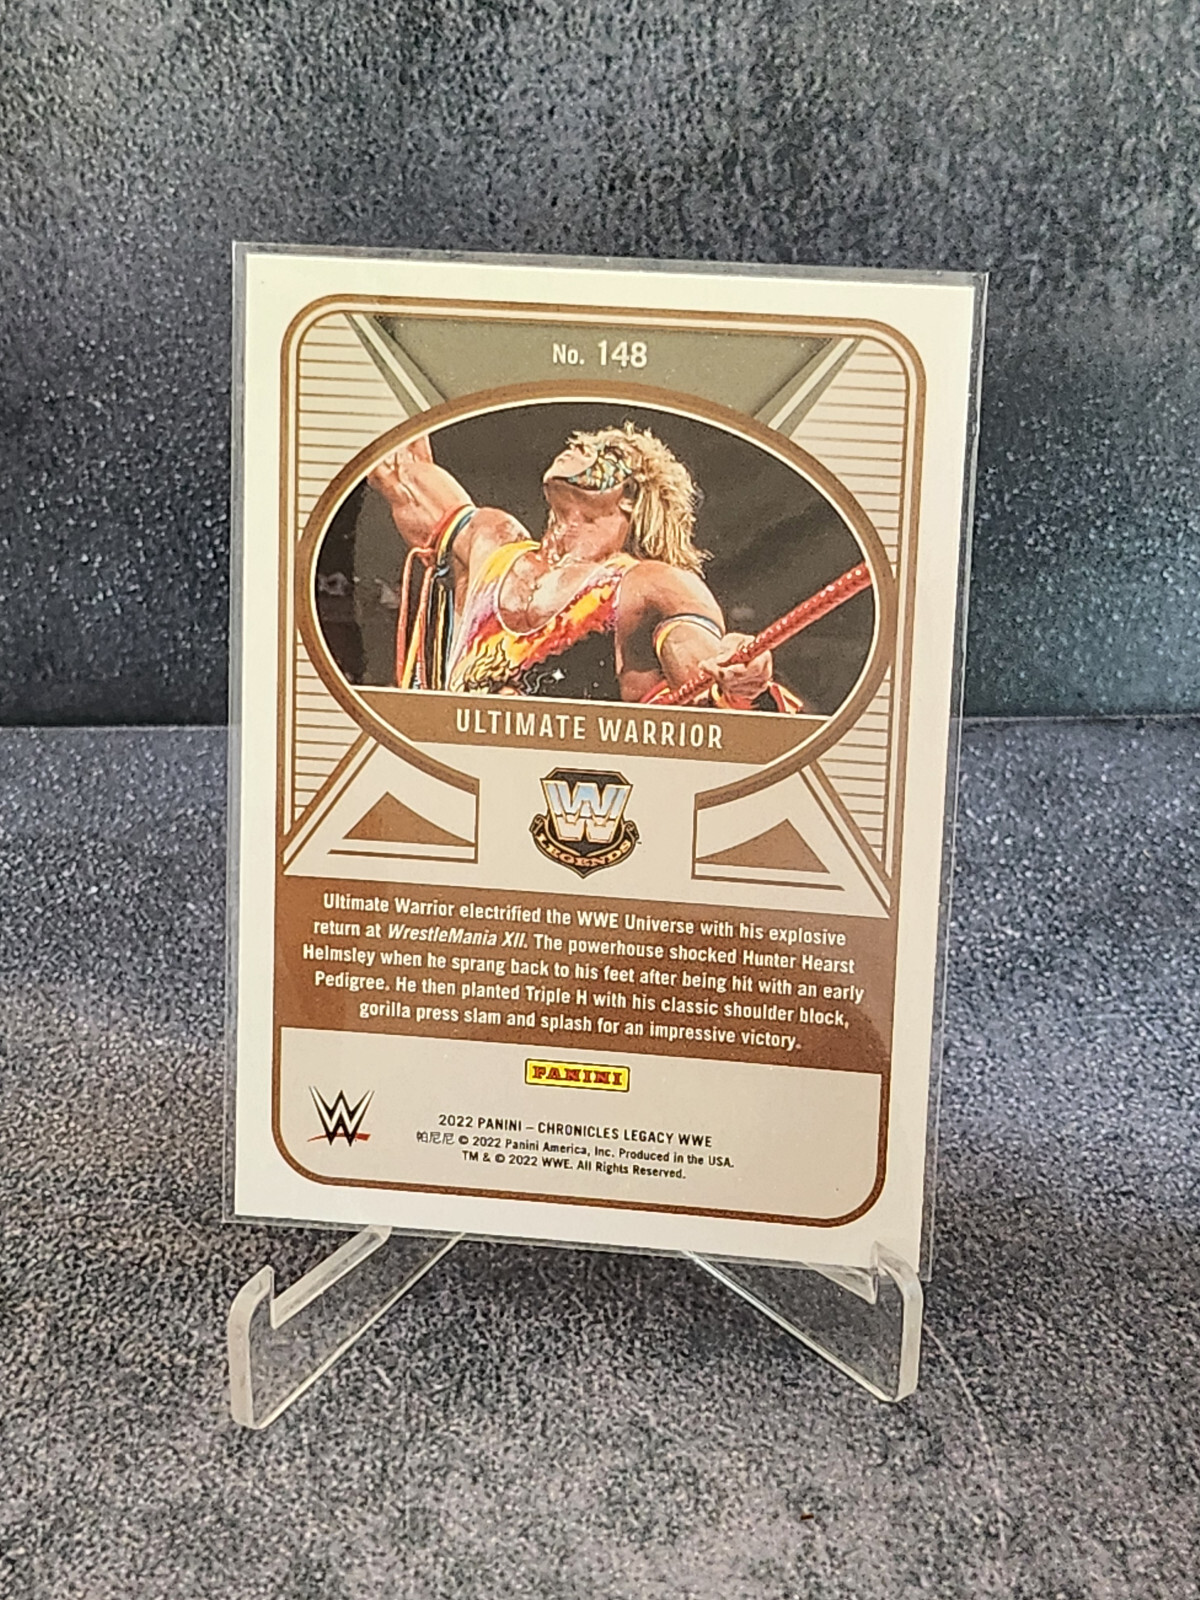 No. 148
ULTIMATE WARRIOR
W
LEGENDS
Ultimate Warrior electrified the WWE Universe with his explosive
return at WrestleMania XII. The powerhouse shocked Hunter Hearst
Helmsley when he sprang back to his feet after being hit with an early
Pedigree. He then planted Triple H with his classic shoulder block,
gorilla press slam and splash for an impressive victory.
PANINI
W
2022 PANINI – CHRONICLES LEGACY WWE
帕尼尼 © 2022 Panini America, Inc. Produced in the USA.
TM & © 2022 WWE. All Rights Reserved.